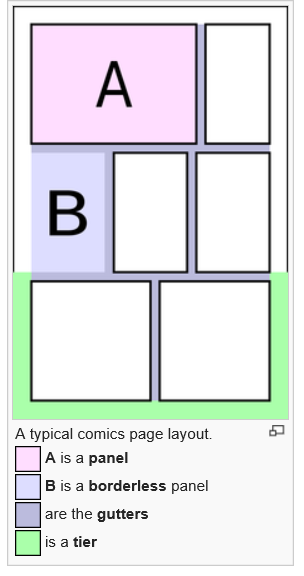 A
B
A typical comics page layout.
A is a panel
B is a borderless panel
are the gutters
is a tier